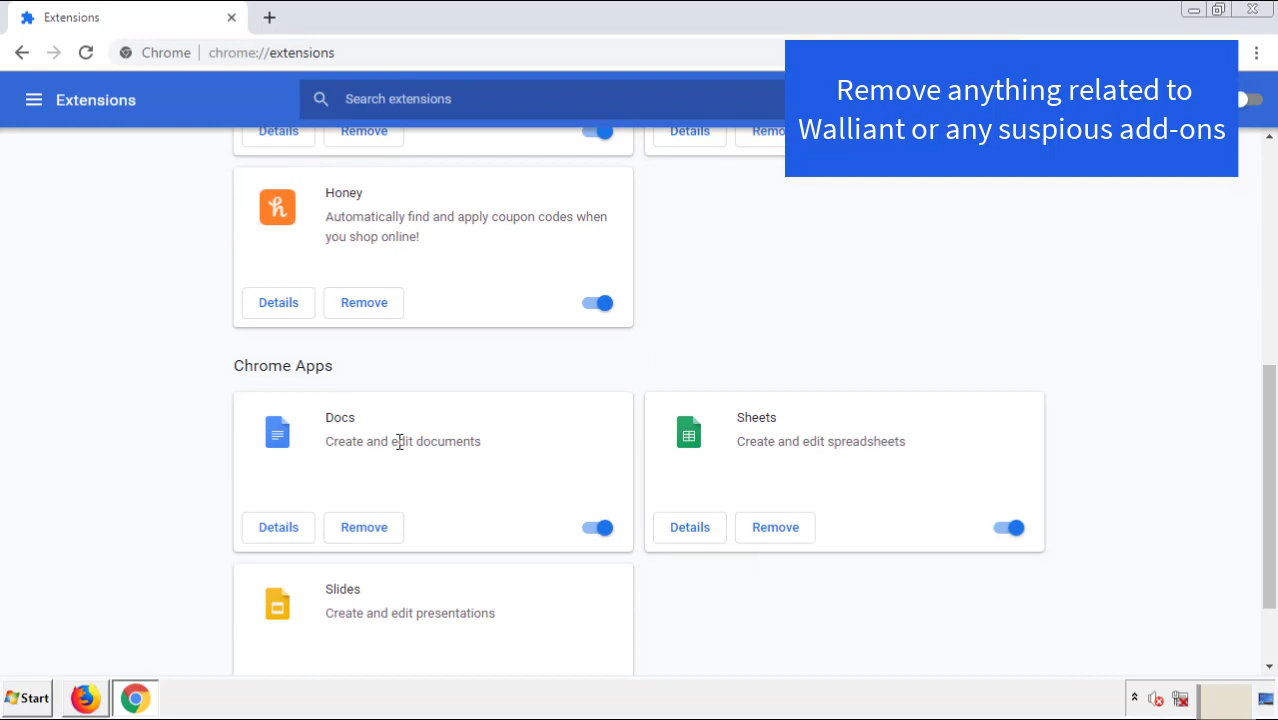 Extensions
Chrome
chrome://extensions
Remove anything related to
Walliant or any suspious add-ons
Extensions
Search extensions
Details
Remove
Details
Remo
Honey
Automatically find and apply coupon codes when
you shop online!
Details
Remove
Chrome Apps
Docs
Create and edit documents
Details
Remove
Sheets
Create and edit spreadsheets
Details
Remove
Slides
Create and edit presentations
Start